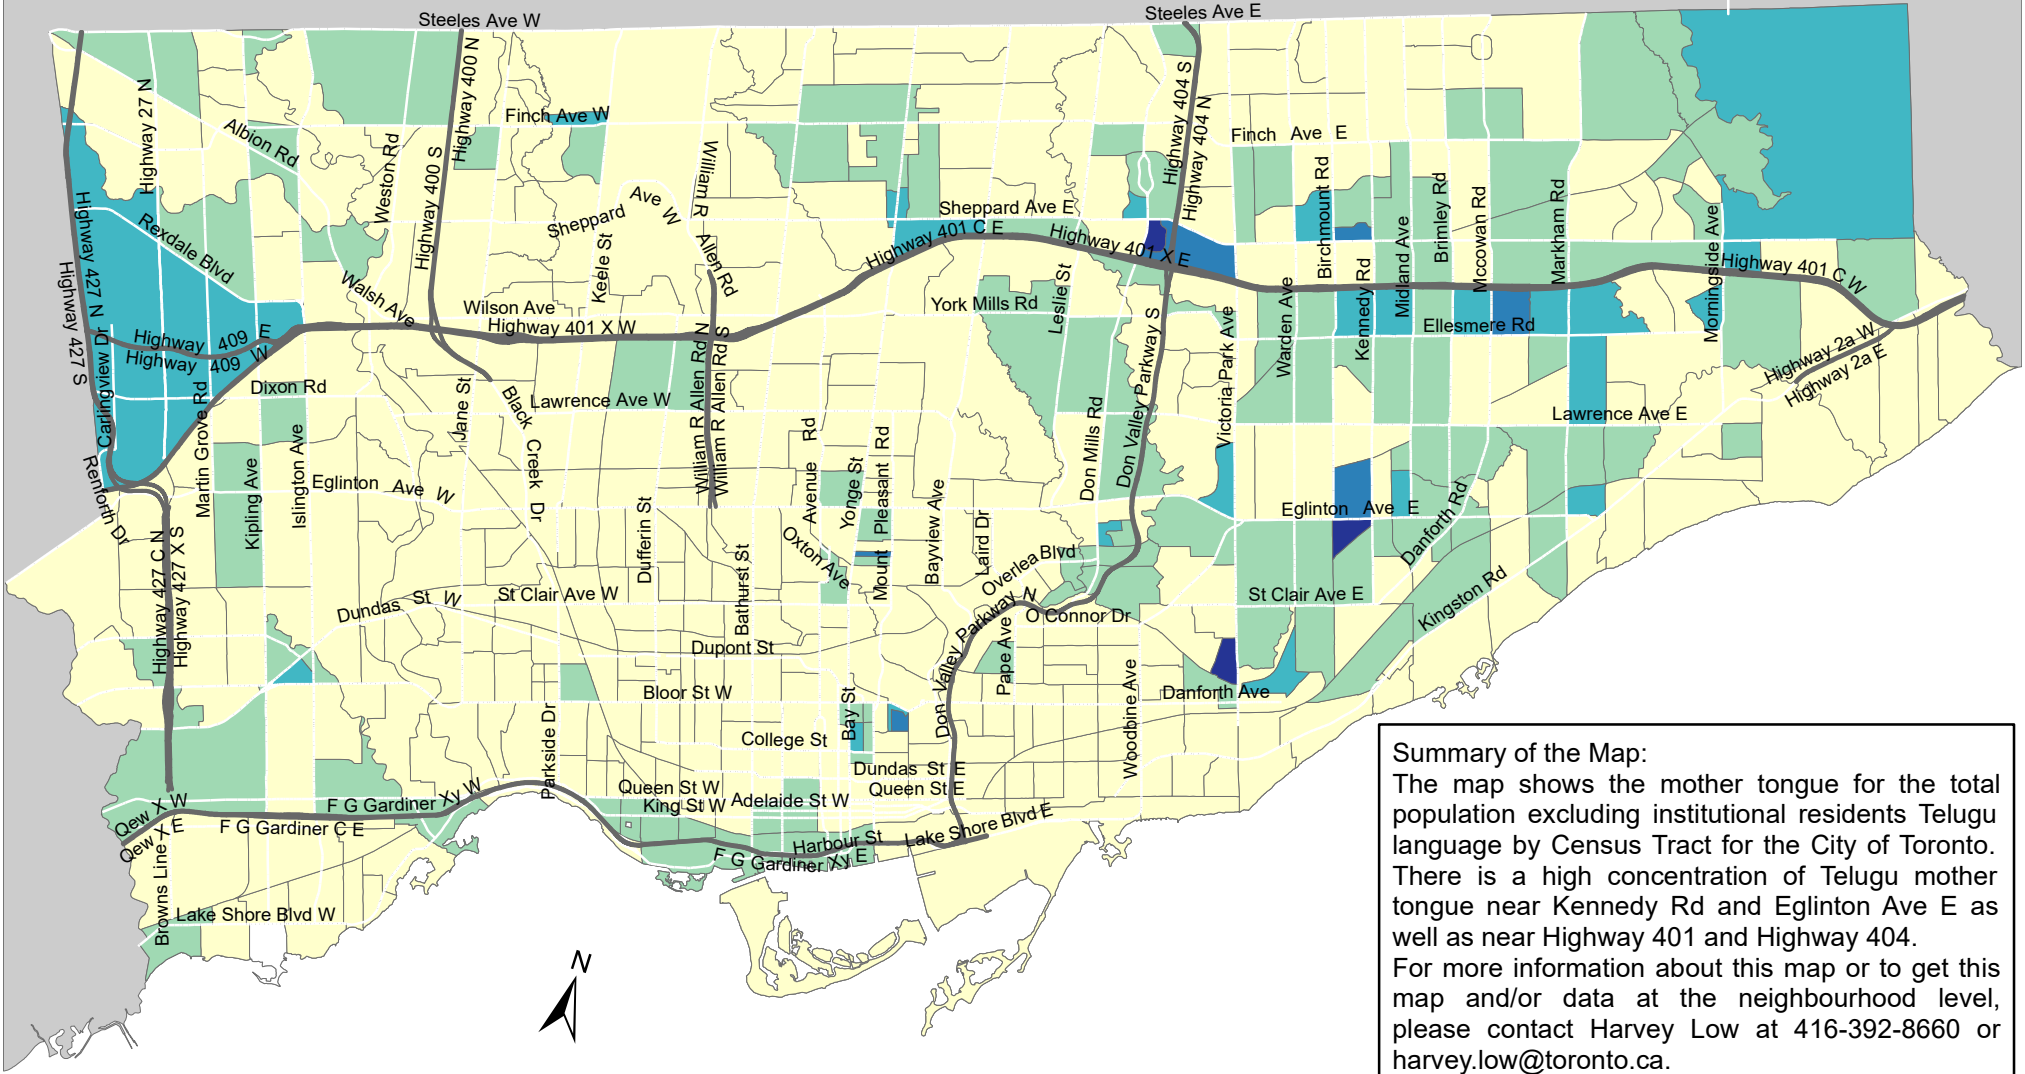 Steeles Ave W
Steeles Ave E
Highway 27 N
Highway 400 N
Finch Ave W
Albion Rd
Weston Rd
Highway 400 S
William R Allen Rd
Highway 404 S
Highway 404 N
Finch Ave E
Birchmount Rd
Brimley Rd
Mccowan Rd
Markham Rd
Midland Ave
Morningside Ave
Highway 427 N
Rexdale Blvd
Sheppard Ave W
Keele St
Sheppard Ave E
Highway 401 C E
Highway 401 X E
Highway 427 S
Walsh Ave
Wilson Ave
Highway 401 X W
Leslie St
York Mills Rd
Kennedy Rd
Warden Ave
Ellesmere Rd
Highway 401 C W
Highway 2a W
Highway 2a E
Highway 409 E
Highway 409 W
Carlingview Dr
Martin Grove Rd
Dixon Rd
Jane St
Black Creek Dr
Lawrence Ave W
William R Allen Rd N
William R Allen Rd S
Don Valley Parkway S
Victoria Park Ave
Lawrence Ave E
Renforth Dr
Kipling Ave
Islington Ave
Eglinton Ave W
Dufferin St
Avenue Rd
Yonge St
Mount Pleasant Rd
Bayview Ave
Laird Dr
Don Mills Rd
Eglinton Ave E
Danforth Rd
Highway 427 C N
Highway 427 X S
Oxton Ave
Overlea Blvd
Bathurst St
Dundas St W
St Clair Ave W
St Clair Ave E
Kingston Rd
Don Valley Parkway N
O Connor Dr
Dupont St
Pape Ave
Woodbine Ave
Bloor St W
Danforth Ave
Parkside Dr
Bay St
College St
Dundas St E
Queen St E
Queen St W
King St W
Adelaide St W
Qew X W
Qew X E
F G Gardiner Xy W
F G Gardiner C E
Harbour St
Lake Shore Blvd E
F G Gardiner Xy E
Browns Line
Lake Shore Blvd W
N
Summary of the Map:
The map shows the mother tongue for the total
population excluding institutional residents Telugu
language by Census Tract for the City of Toronto.
There is a high concentration of Telugu mother
tongue near Kennedy Rd and Eglinton Ave E as
well as near Highway 401 and Highway 404.
For more information about this map or to get this
map and/or data at the neighbourhood level,
please contact Harvey Low at 416-392-8660 or
harvey.low@toronto.ca.